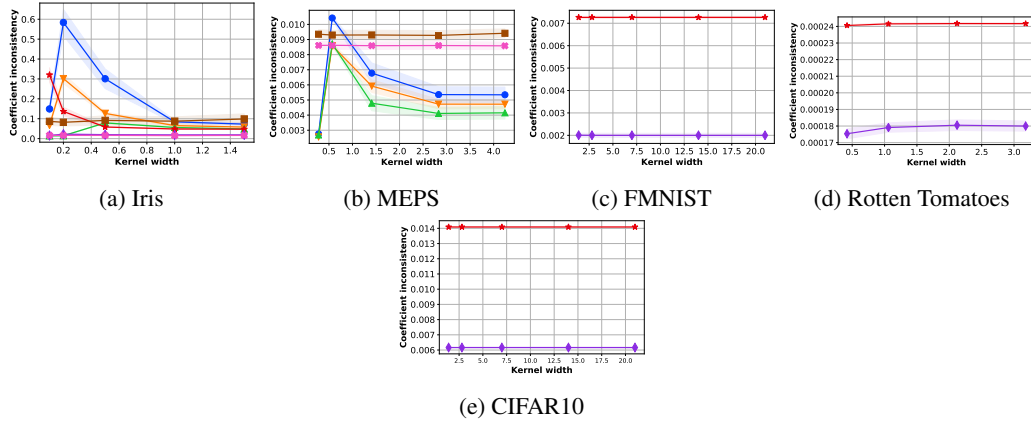 Coefficient inconsistency
0.6
0.5
0.4
0.3
0.2
0.1
0.0
0.2 0.4 0.6 0.8 1.0 1.2 1.4
Kernel width
(a) Iris
Coefficient inconsistency
0.010
0.009
0.008
0.007
0.006
0.005
0.004
0.003
0.5 1.0 1.5 2.0 2.5 3.0 3.5 4.0
Kernel width
(b) MEPS
Coefficient inconsistency
0.007
0.006
0.005
0.004
0.003
0.002
2.5 5.0 7.5 10.0 12.5 15.0 17.5 20.0
Kernel width
(c) FMNIST
Coefficient inconsistency
0.00024
0.00023
0.00021
0.00020
0.00019
0.00018
0.00017
0.5 1.0 1.5 2.0 2.5 3.0
Kernel width
(d) Rotten Tomatoes
Coefficient inconsistency
0.014
0.013
0.012
0.011
0.010
0.009
0.008
0.007
0.006
2.5 5.0 7.5 10.0 12.5 15.0 17.5 20.0
Kernel width
(e) CIFAR10